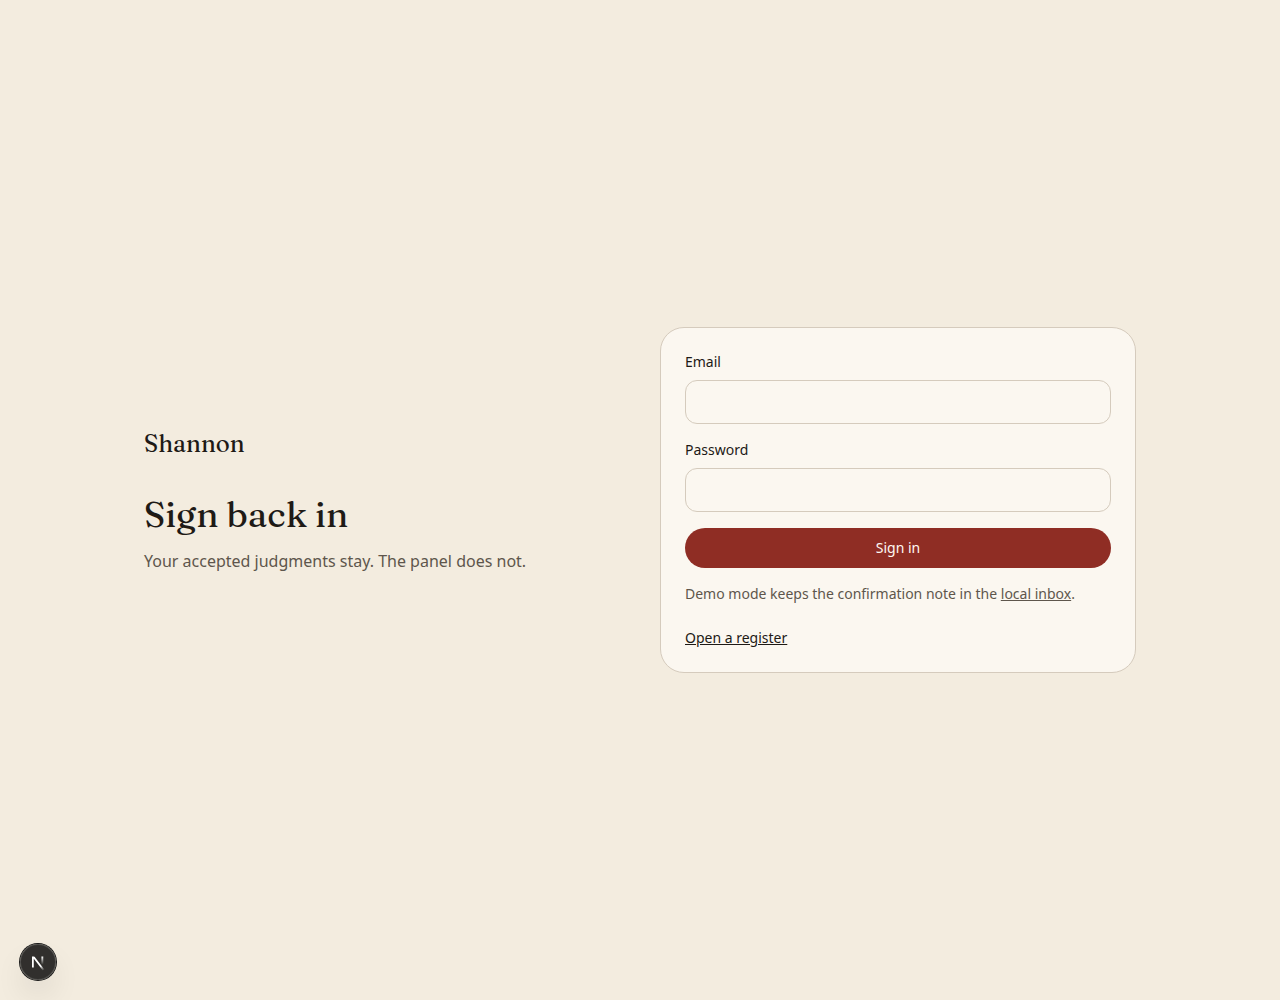 Shannon
Sign back in
Your accepted judgments stay. The panel does not.
Email
Password
Sign in
Demo mode keeps the confirmation note in the local inbox.
Open a register
N